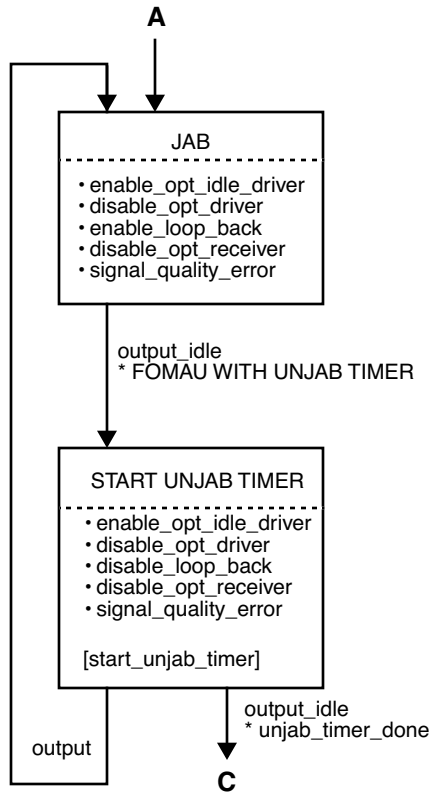 A
JAB
• enable_opt_idle_driver
• disable_opt_driver
• enable_loop_back
• disable_opt_receiver
• signal_quality_error
output_idle
* FOMAU WITH UNJAB TIMER
START UNJAB TIMER
• enable_opt_idle_driver
• disable_opt_driver
• disable_loop_back
• disable_opt_receiver
• signal_quality_error
[start_unjab_timer]
output
output_idle
* unjab_timer_done
C